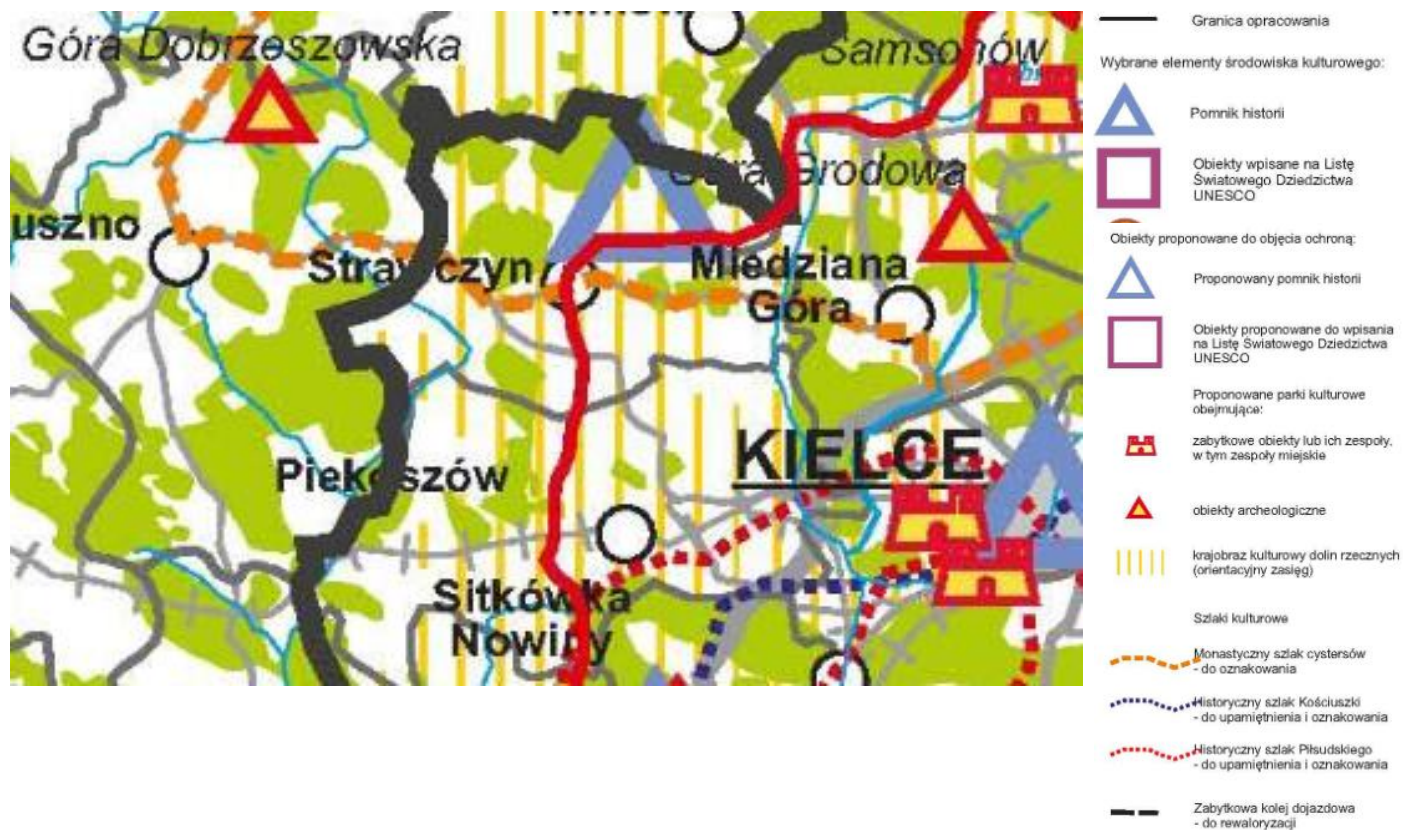 Góra Dobrzeszowska
Samsonów
Góra Grodowa
uszno
Strawczyn
Miedziana
Góra
KIELCE
Piekoszów
Sitkówka
Nowiny
Granica opracowania
Wybrane elementy środowiska kulturowego:
Pomnik historii
Obiekty wpisane na Listę
Światowego Dziedzictwa
UNESCO
Obiekty proponowane do objęcia ochroną:
Proponowany pomnik historii
Obiekty proponowane do wpisania
na Listę Światowego Dziedzictwa
UNESCO
Proponowane parki kulturowe
obejmujące:
zabytkowe obiekty lub ich zespoły,
w tym zespoły miejskie
obiekty archeologiczne
krajobraz kulturowy dolin rzecznych
(orientacyjny zasięg)
Szlaki kulturowe
Monastyczny szlak cystersów
- do oznakowania
Historyczny szlak Kościuszki
- do upamiętnienia i oznakowania
Historyczny szlak Piłsudskiego
- do upamiętnienia i oznakowania
Zabytkowa kolej dojazdowa
- do rewaloryzacji